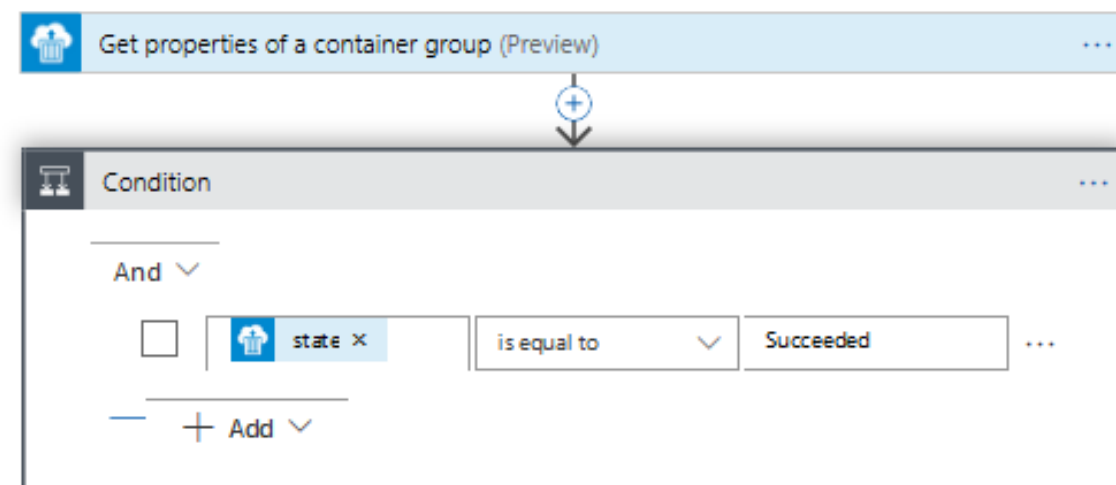 Get properties of a container group (Preview)
Condition
And
state × is equal to Succeeded
+ Add